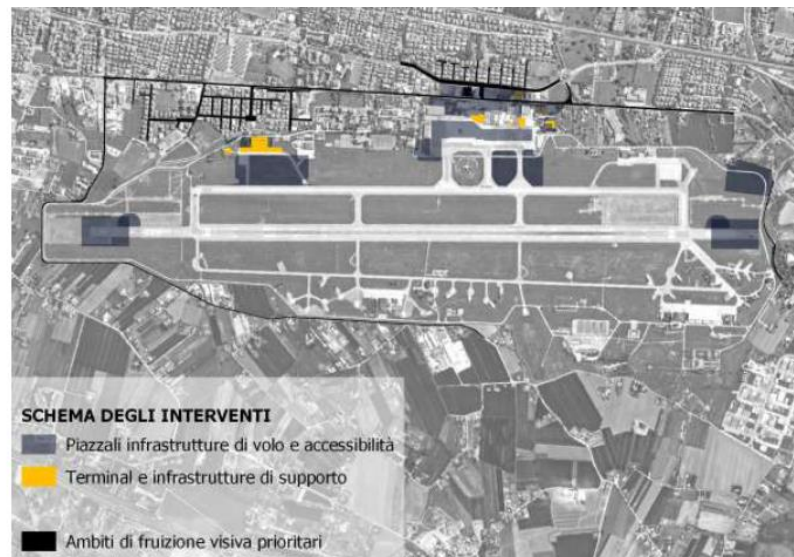 SCHEMA DEGLI INTERVENTI
Piazzali infrastrutture di volo e accessibilità
Terminal e infrastrutture di supporto
Ambiti di fruizione visiva prioritari